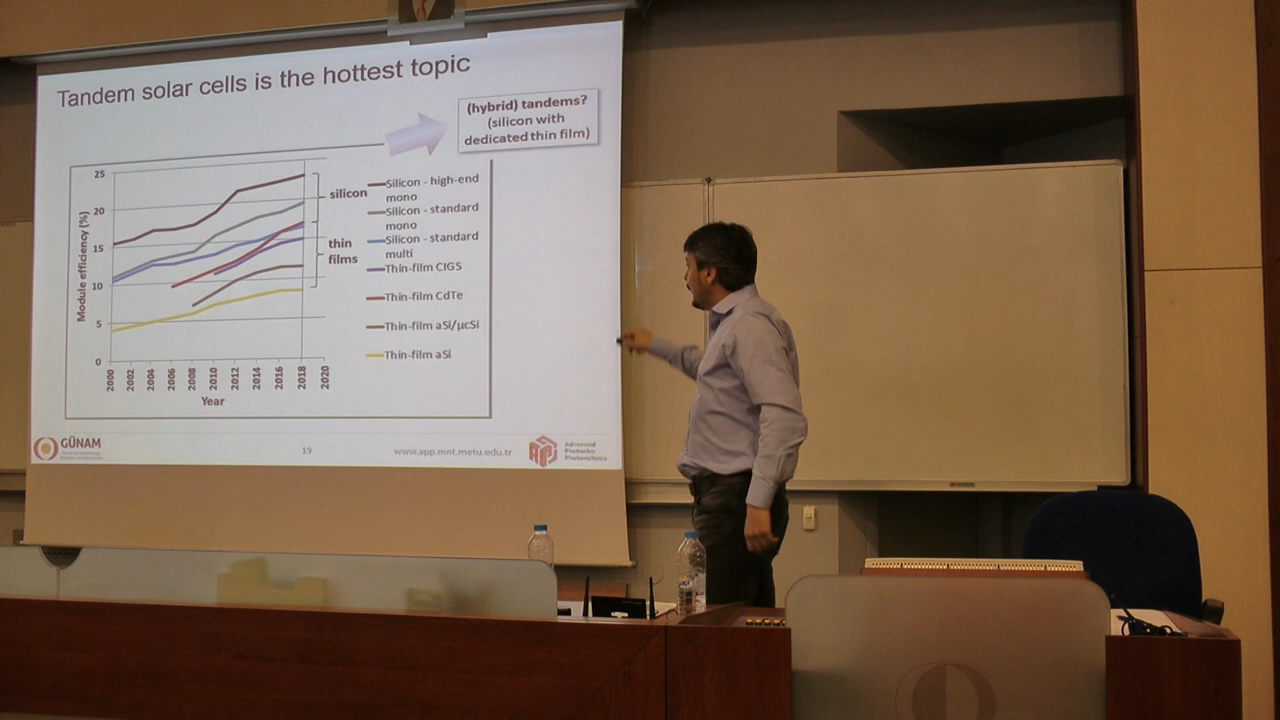 Tandem solar cells is the hottest topic
(hybrid) tandems?
(silicon with
dedicated thin film)
25
20
15
10
5
0
Module efficiency (%)
2000
2002
2004
2006
2008
2010
2012
2014
2016
2018
2020
Year
silicon
thin
films
Silicon - high-end
mono
Silicon - standard
mono
Silicon - standard
multi
Thin-film CIGS
Thin-film CdTe
Thin-film aSi/µcSi
Thin-film aSi
GÜNAM
19
www.app.mnt.metu.edu.tr
Advanced
Photonics
Photovoltaics